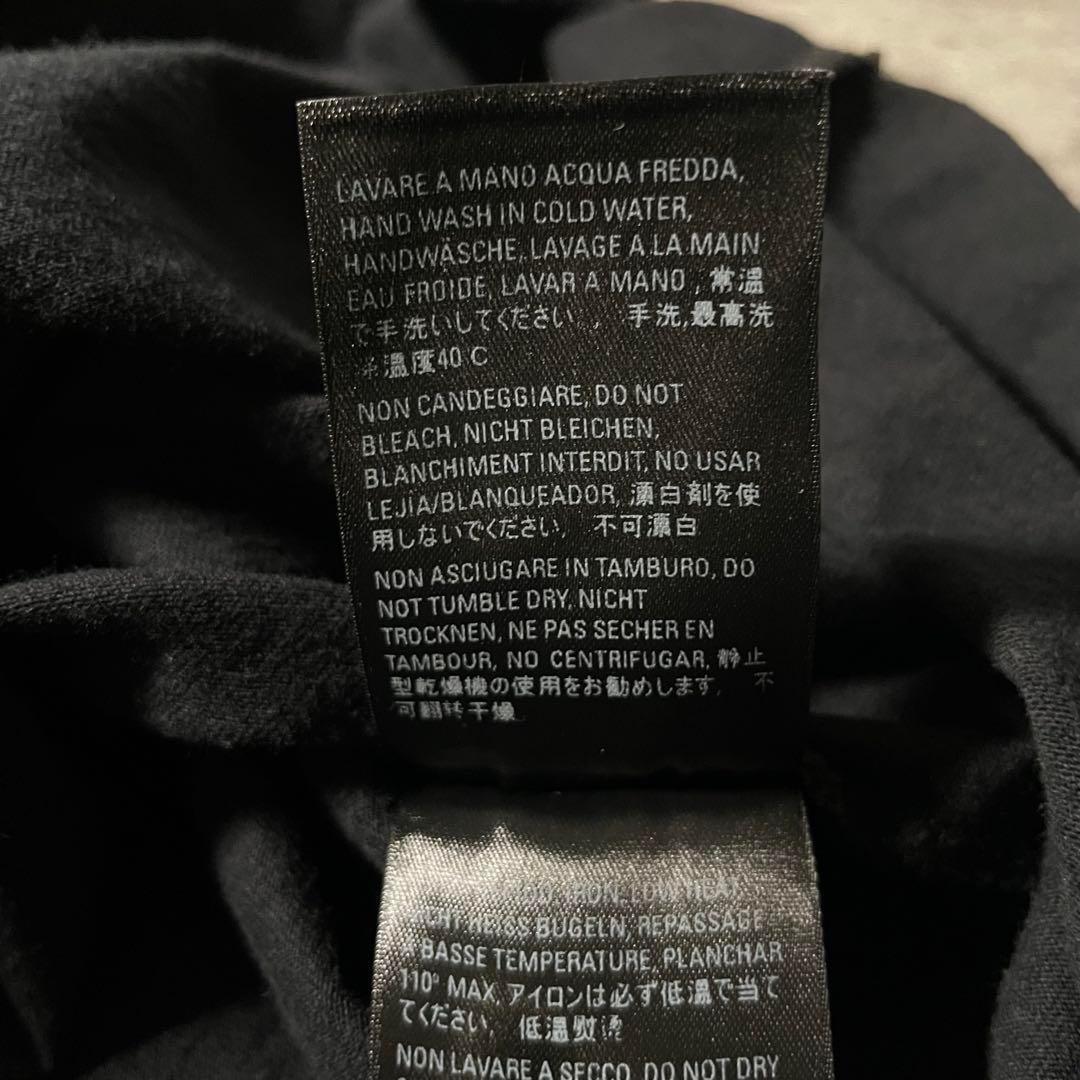 LAVARE A MANO ACQUA FREDDA,
HAND WASH IN COLD WATER,
HANDWÄSCHE, LAVAGE A LA MAIN
EAU FROIDE, LAVAR A MANO , 常温
で手洗いしてください , 手洗,最高洗
温度40 C
NON CANDEGGIARE, DO NOT
BLEACH, NICHT BLEICHEN,
BLANCHIMENT INTERDIT, NO USAR
LEJIA/BLANQUEADOR, 漂白剤を使
用しないでください, 不可漂白
NON ASCIUGARE IN TAMBURO, DO
NOT TUMBLE DRY, NICHT
TROCKNEN, NE PAS SECHER EN
TAMBOUR, NO CENTRIFUGAR, 静止
型乾燥機の使用をお勧めします, 不
可翻转干燥
IRON, LOW HEAT
HEISS BUGELN, REPASSAGE
A BASSE TEMPERATURE, PLANCHAR
110° MAX, アイロンは必ず低温で当て
てください, 低温熨烫
NON LAVARE A SECCO, DO NOT DRY